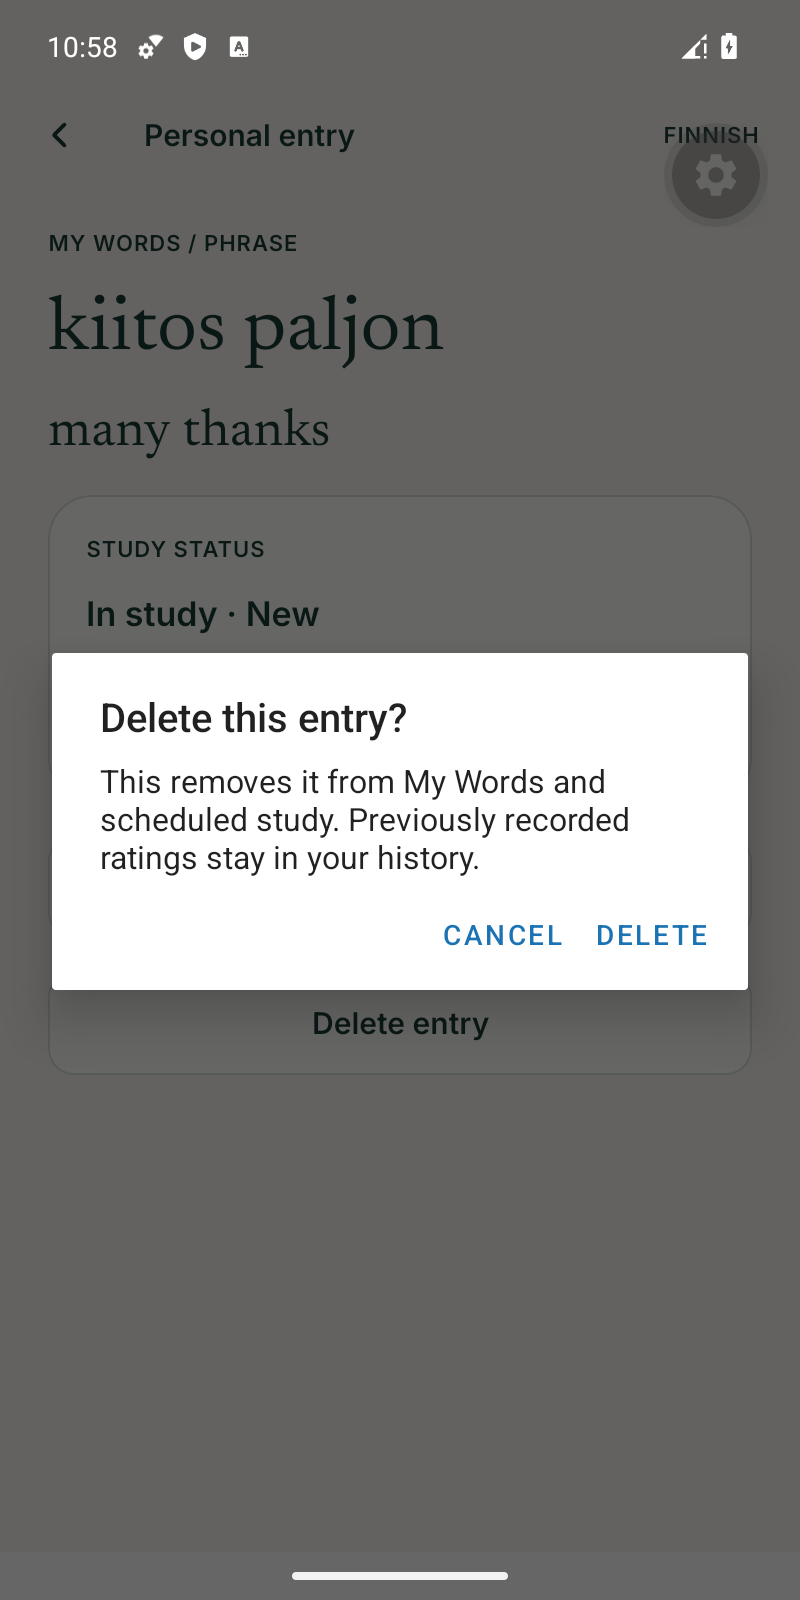 10:58
Personal entry
FINNISH
MY WORDS / PHRASE
kiitos paljon
many thanks
STUDY STATUS
In study · New
Delete this entry?
This removes it from My Words and
scheduled study. Previously recorded
ratings stay in your history.
CANCEL DELETE
Delete entry